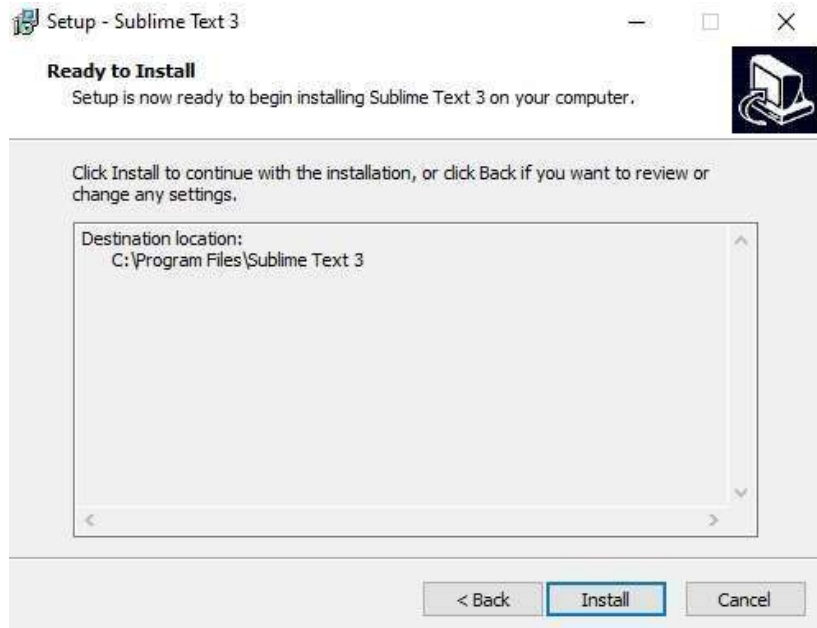 Setup - Sublime Text 3
Ready to Install
Setup is now ready to begin installing Sublime Text 3 on your computer.
Click Install to continue with the installation, or click Back if you want to review or
change any settings.
Destination location:
C:\Program Files\Sublime Text 3
< Back
Install
Cancel